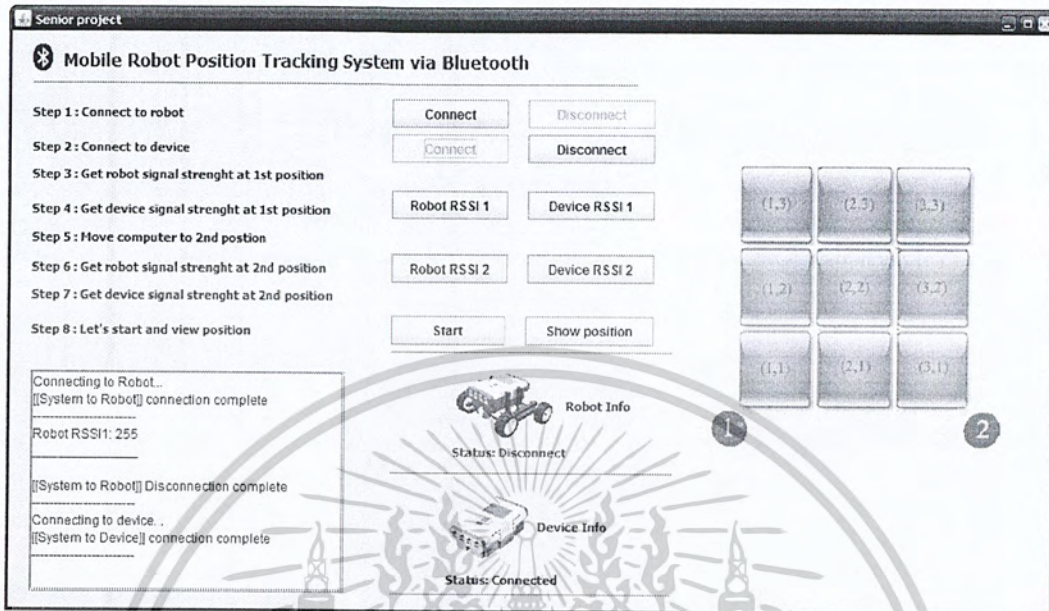 Senior project
Mobile Robot Position Tracking System via Bluetooth
Step 1 : Connect to robot
Connect
Disconnect
Step 2 : Connect to device
Connect
Disconnect
Step 3 : Get robot signal strenght at 1st position
Step 4 : Get device signal strenght at 1st position
Robot RSSI 1
Device RSSI 1
Step 5 : Move computer to 2nd postion
Step 6 : Get robot signal strenght at 2nd position
Robot RSSI 2
Device RSSI 2
Step 7 : Get device signal strenght at 2nd position
Step 8 : Let's start and view position
Start
Show position
Connecting to Robot...
[[System to Robot]] connection complete
Robot RSSI1: 255
[[System to Robot]] Disconnection complete
Connecting to device. .
[[System to Device]] connection complete
Robot Info
Status: Disconnect
Device Info
Status: Connected
(1,3) (2,3) (3,3)
(1,2) (2,2) (3,2)
(1,1) (2,1) (3,1)
1 2